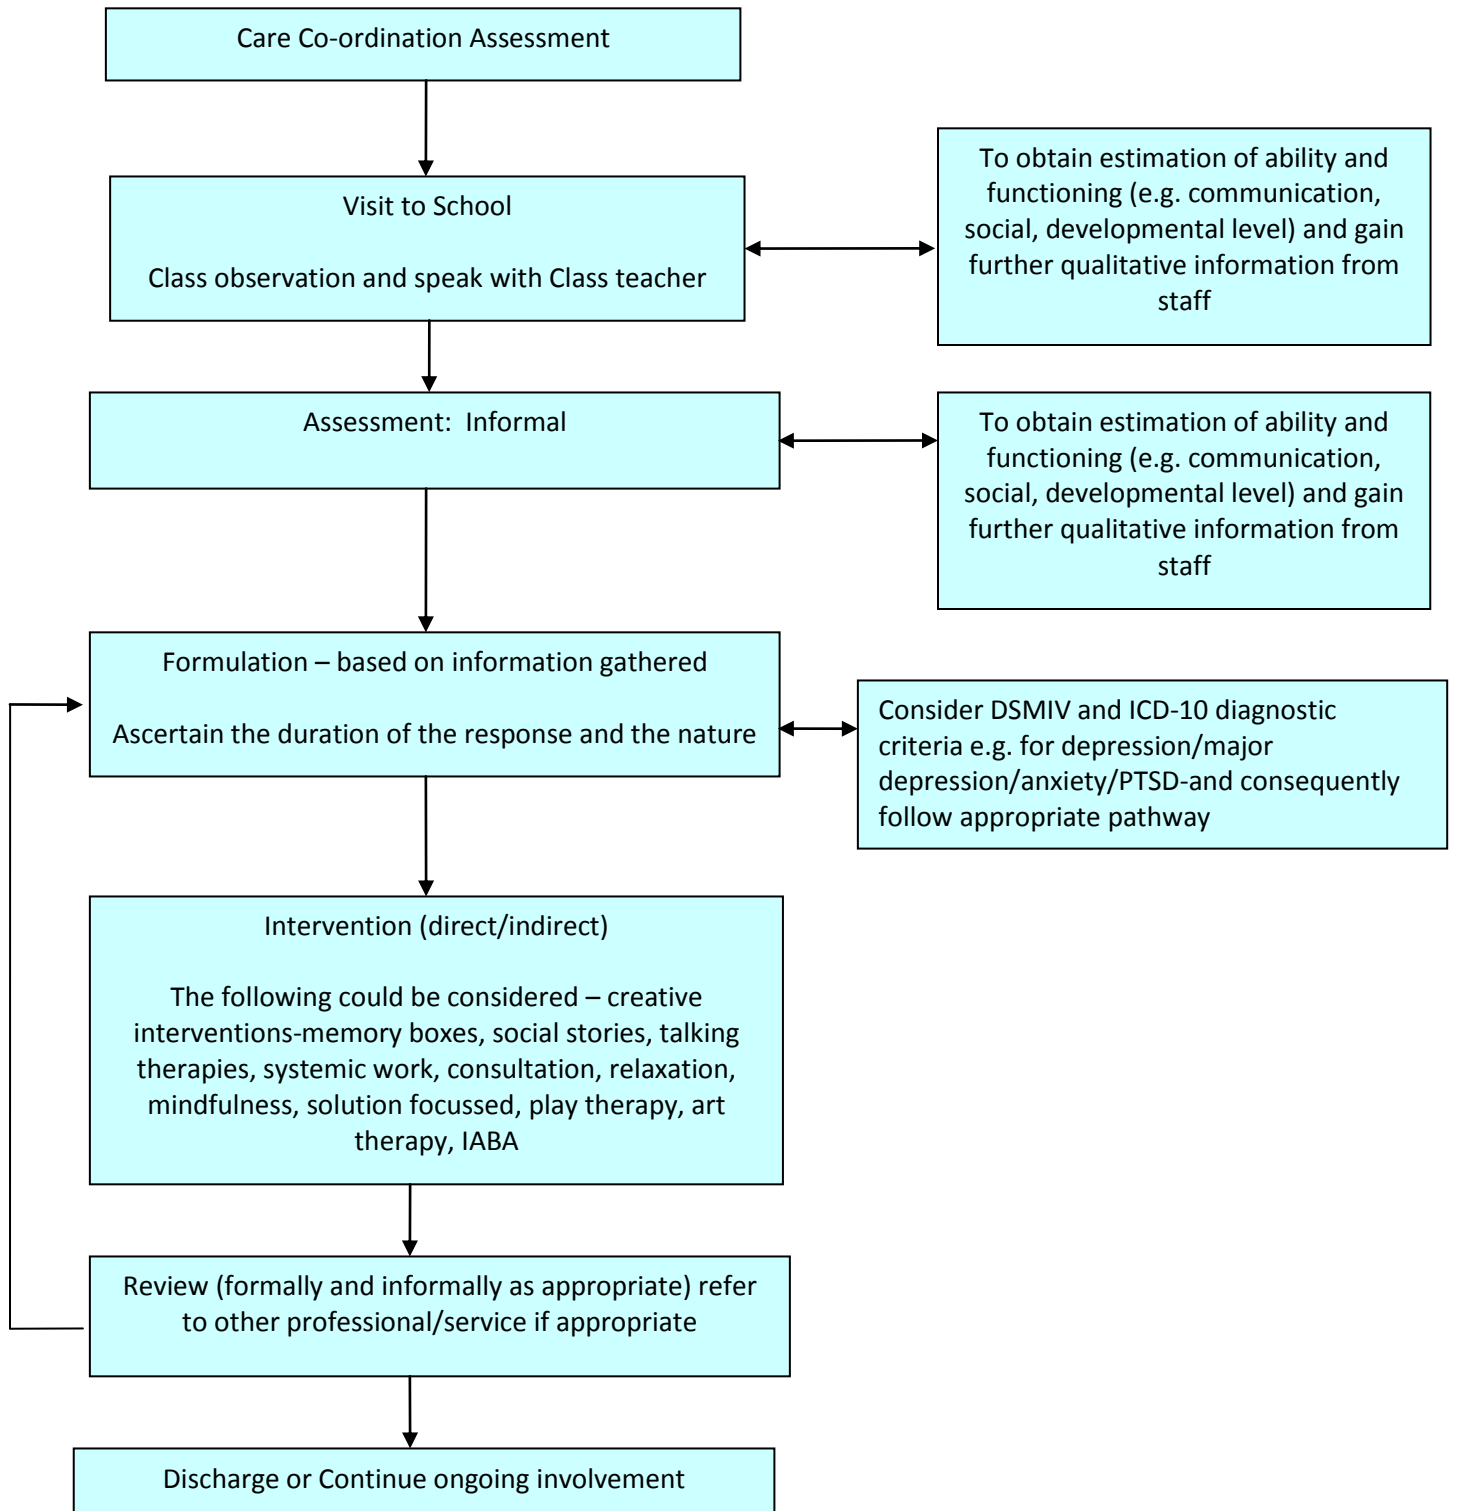 Care Co-ordination Assessment
Visit to School
Class observation and speak with Class teacher
To obtain estimation of ability and
functioning (e.g. communication,
social, developmental level) and gain
further qualitative information from
staff
Assessment:  Informal
To obtain estimation of ability and
functioning (e.g. communication,
social, developmental level) and gain
further qualitative information from
staff
Formulation – based on information gathered
Ascertain the duration of the response and the nature
Consider DSMIV and ICD-10 diagnostic
criteria e.g. for depression/major
depression/anxiety/PTSD-and consequently
follow appropriate pathway
Intervention (direct/indirect)
The following could be considered – creative
interventions-memory boxes, social stories, talking
therapies, systemic work, consultation, relaxation,
mindfulness, solution focussed, play therapy, art
therapy, IABA
Review (formally and informally as appropriate) refer
to other professional/service if appropriate
Discharge or Continue ongoing involvement